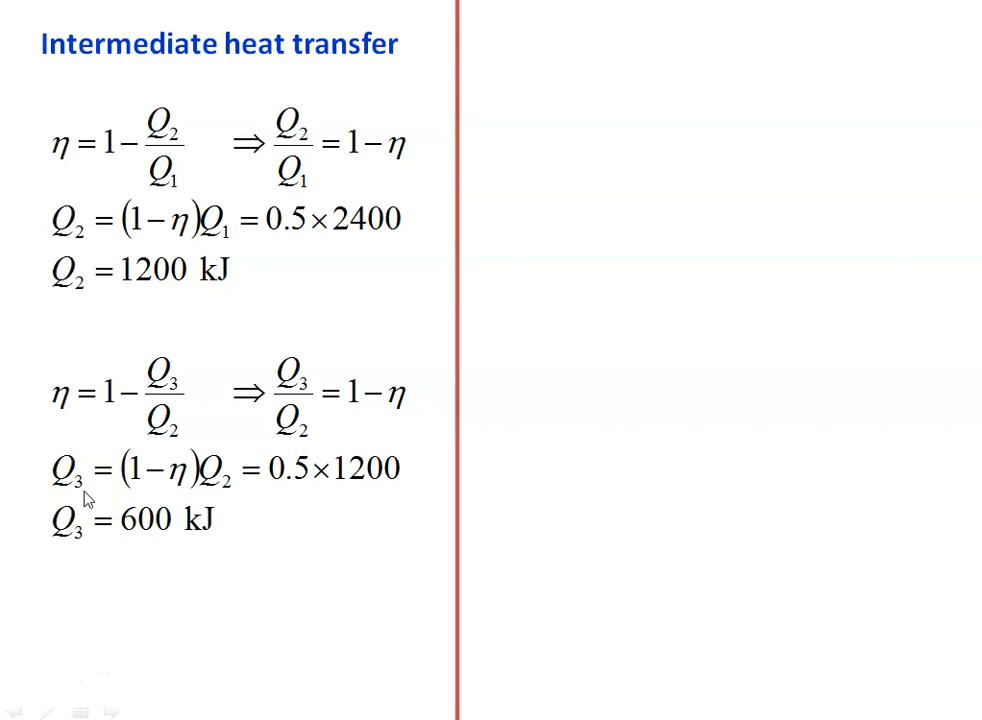 Intermediate heat transfer
η = 1 − Q₂/Q₁ ⇒ Q₂/Q₁ = 1 − η
Q₂ = (1 − η)Q₁ = 0.5 × 2400
Q₂ = 1200 kJ
η = 1 − Q₃/Q₂ ⇒ Q₃/Q₂ = 1 − η
Q₃ = (1 − η)Q₂ = 0.5 × 1200
Q₃ = 600 kJ